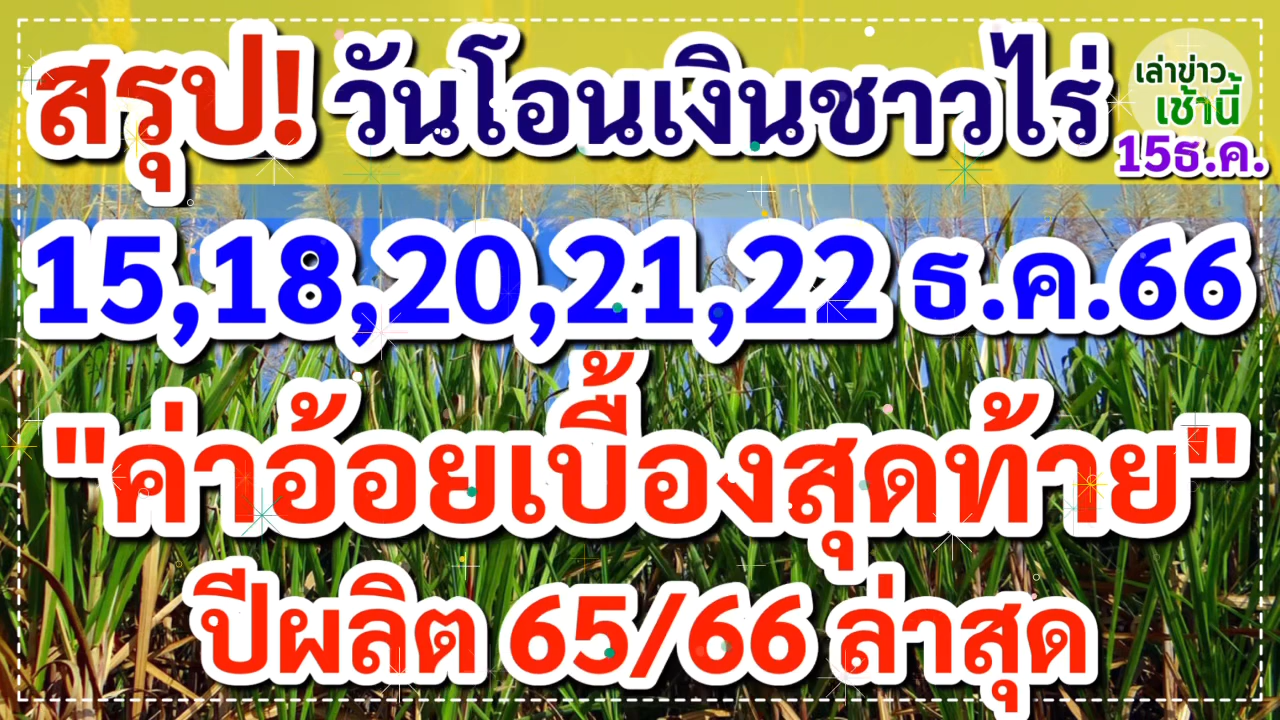 สรุป! วันโอนเงินชาวไร่
เล่าข่าว
เช้านี้
15ธ.ค.
15,18,20,21,22 ธ.ค.66
"ค่าอ้อยเบื้องสุดท้าย"
ปีผลิต 65/66 ล่าสุด